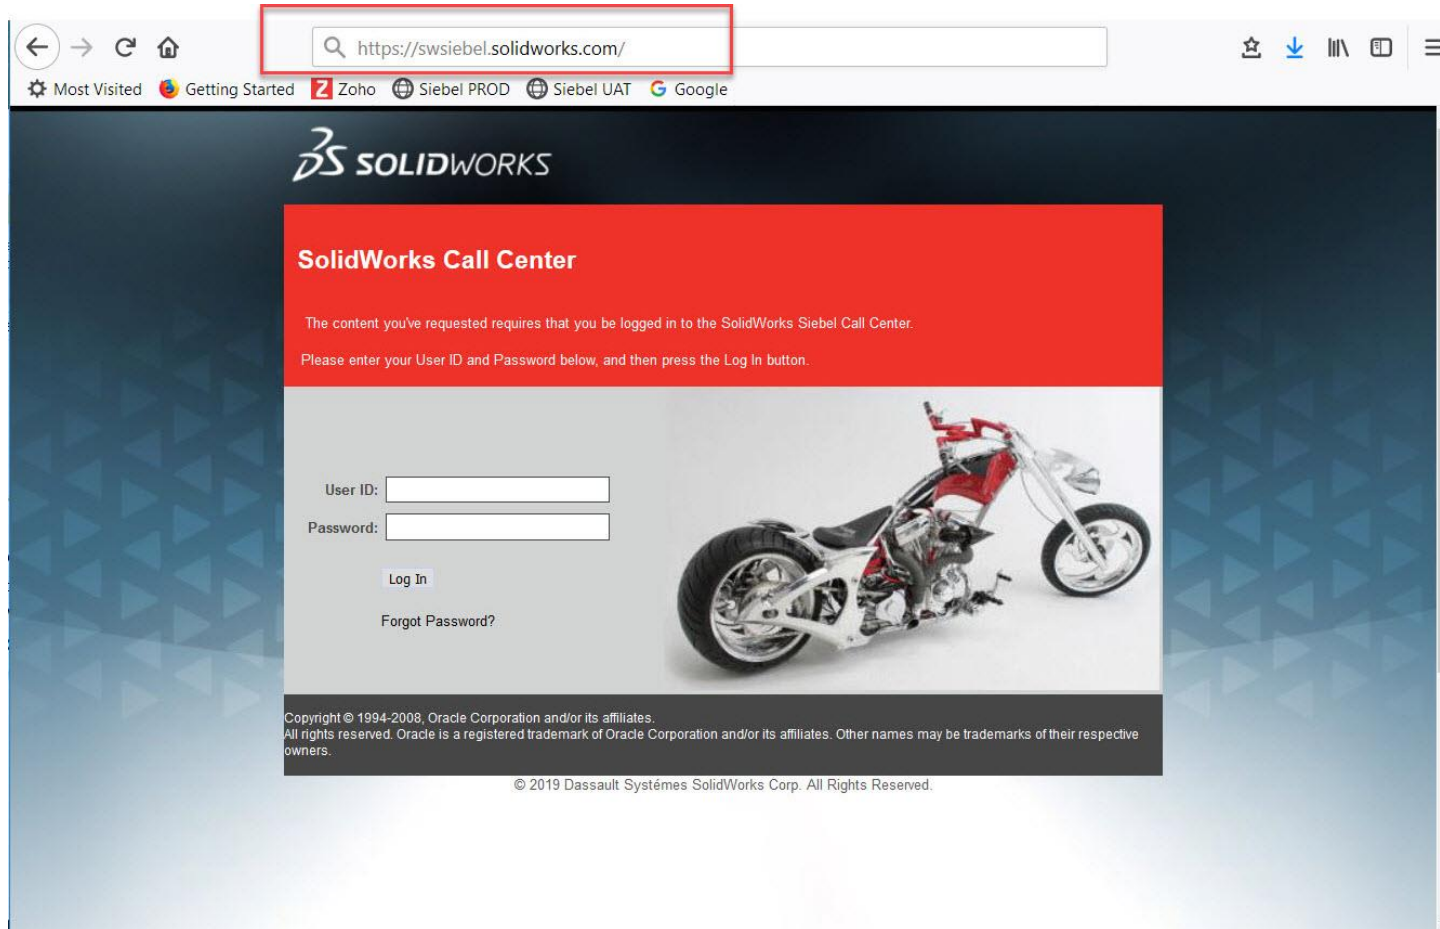 https://swsiebel.solidworks.com/
Most Visited Getting Started Z Zoho Siebel PROD Siebel UAT G Google
3S SOLIDWORKS
SolidWorks Call Center
The content you've requested requires that you be logged in to the SolidWorks Siebel Call Center.
Please enter your User ID and Password below, and then press the Log In button.
User ID:
Password:
Log In
Forgot Password?
Copyright © 1994-2008, Oracle Corporation and/or its affiliates.
All rights reserved. Oracle is a registered trademark of Oracle Corporation and/or its affiliates. Other names may be trademarks of their respective
owners.
© 2019 Dassault Systémes SolidWorks Corp. All Rights Reserved.